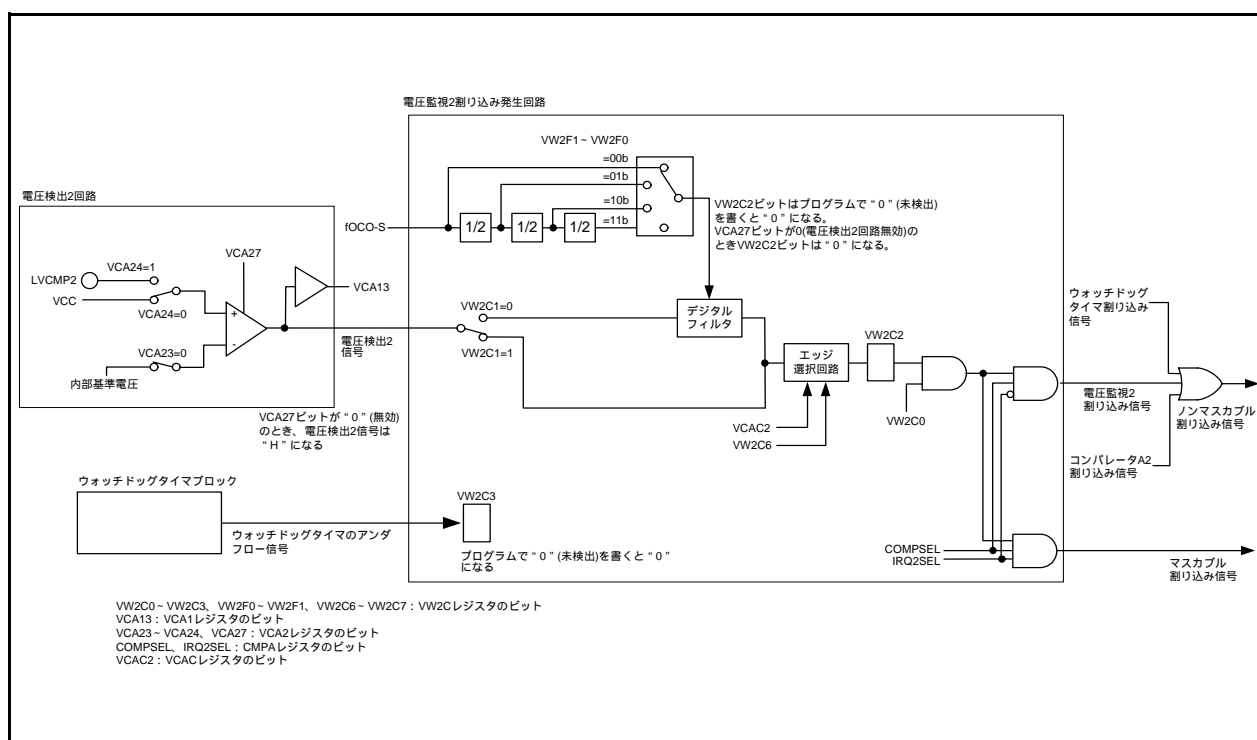 電圧監視2割り込み発生回路
VW2F1~VW2F0
=00b
=01b
=10b
=11b
fOCO-S
1/2
1/2
1/2
VW2C2ビットはプログラムで“0”(未検出)
を書くと“0”になる。
VCA27ビットが0(電圧検出2回路無効)の
ときVW2C2ビットは“0”になる。
電圧検出2回路
VCA27
LVCMP2
VCA24=1
VCC
VCA24=0
+
-
VCA13
VCA23=0
内部基準電圧
電圧検出2
信号
VCA27ビットが“0”(無効)
のとき、電圧検出2信号は
“H”になる
VW2C1=0
VW2C1=1
デジタル
フィルタ
エッジ
選択回路
VW2C2
VCAC2
VW2C6
VW2C0
ウォッチドッグ
タイマ割り込み
信号
電圧監視2
割り込み信号
ノンマスカブル
割り込み信号
コンパレータA2
割り込み信号
ウォッチドッグタイマブロック
ウォッチドッグタイマのアンダ
フロー信号
VW2C3
プログラムで“0”(未検出)を書くと“0”
になる
COMPSEL
IRQ2SEL
マスカブル
割り込み信号
VW2C0~VW2C3、VW2F0~VW2F1、VW2C6~VW2C7:VW2Cレジスタのビット
VCA13:VCA1レジスタのビット
VCA23~VCA24、VCA27:VCA2レジスタのビット
COMPSEL、IRQ2SEL:CMPAレジスタのビット
VCAC2:VCACレジスタのビット